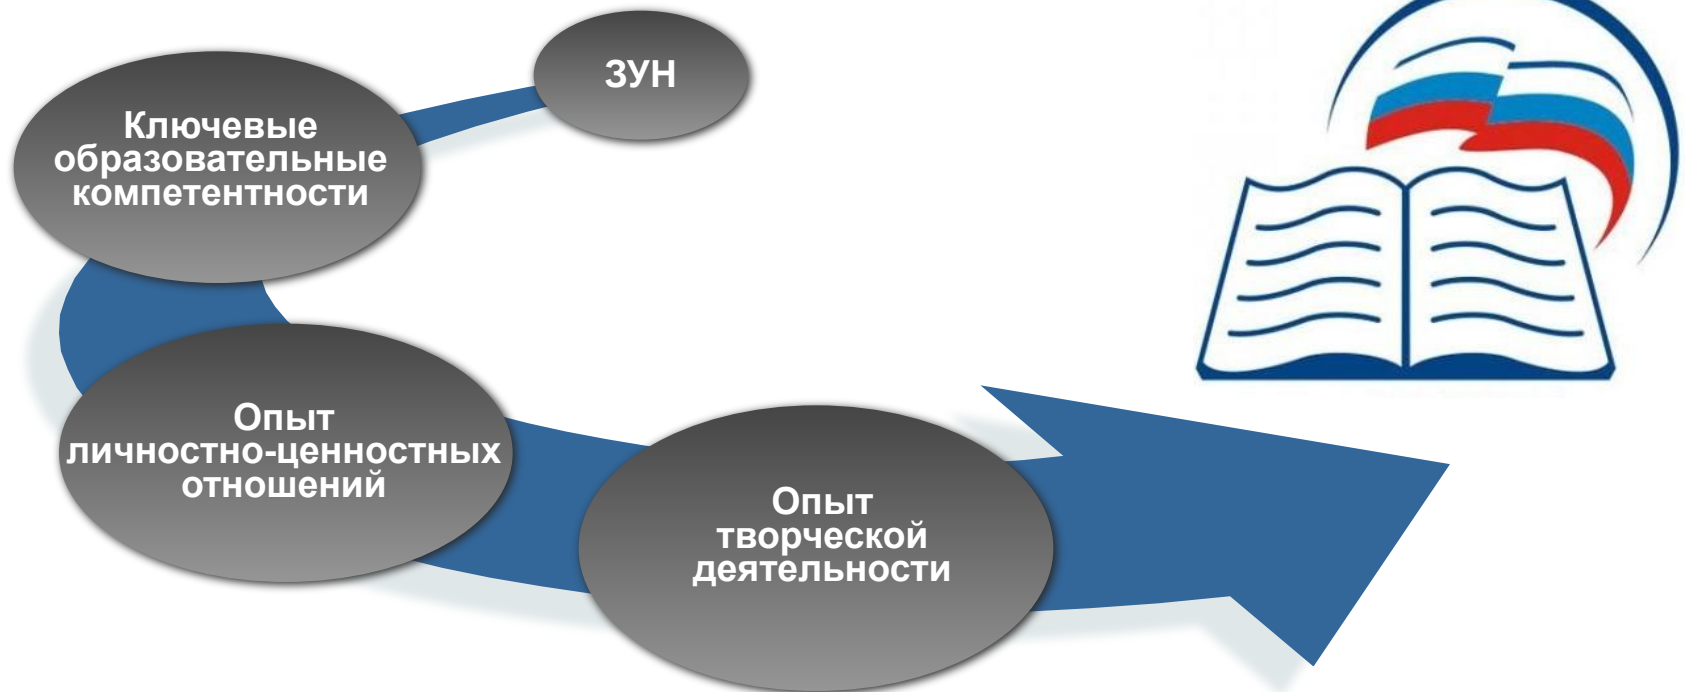 ЗУН
Ключевые
образовательные
компетентности
Опыт
личностно-ценностных
отношений
Опыт
творческой
деятельности